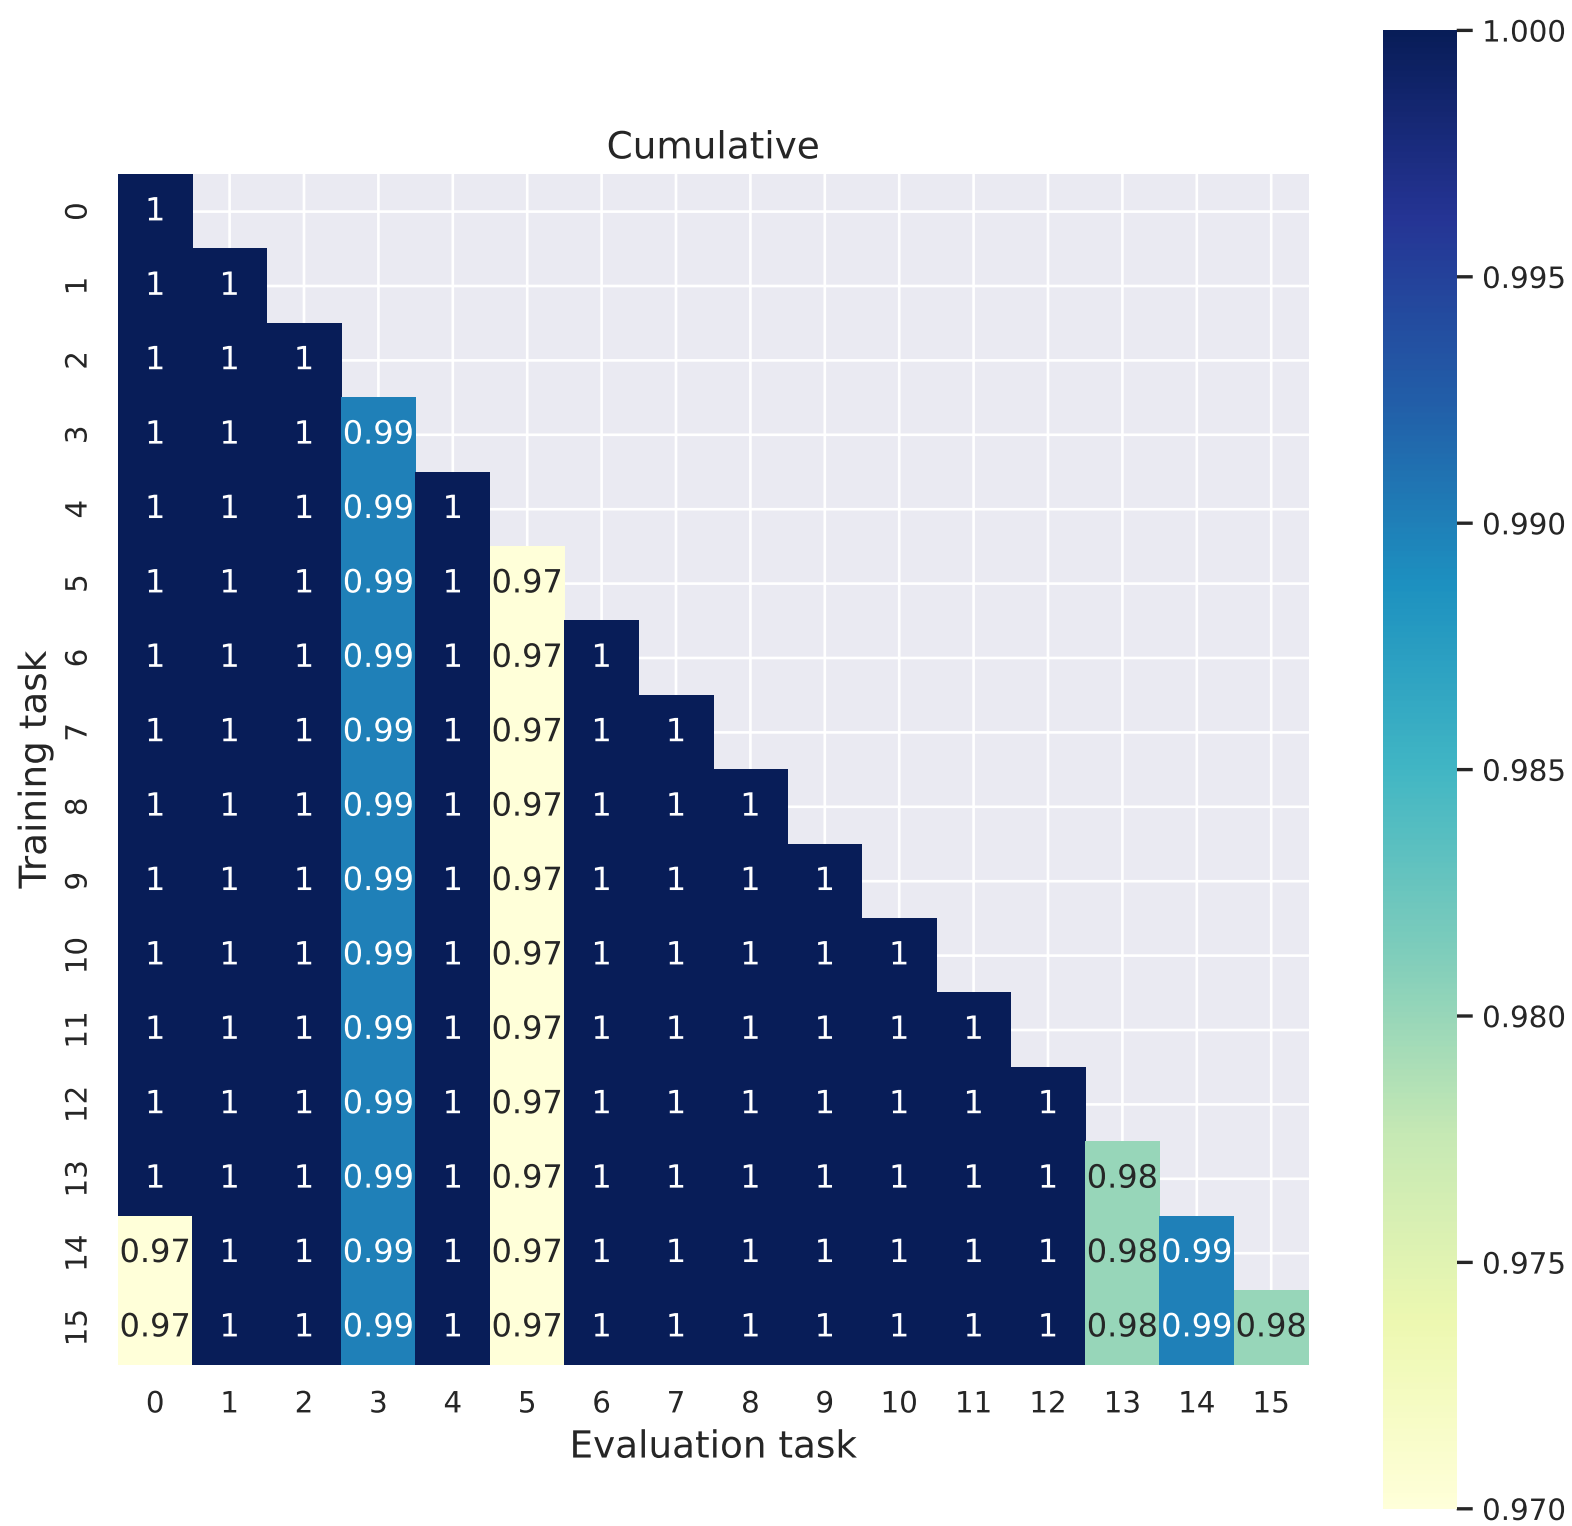 Cumulative
0 1
1 1 1
2 1 1 1
3 1 1 1 0.99
4 1 1 1 0.99 1
5 1 1 1 0.99 1 0.97
6 1 1 1 0.99 1 0.97 1
7 1 1 1 0.99 1 0.97 1 1
8 1 1 1 0.99 1 0.97 1 1 1
9 1 1 1 0.99 1 0.97 1 1 1 1
10 1 1 1 0.99 1 0.97 1 1 1 1 1
11 1 1 1 0.99 1 0.97 1 1 1 1 1 1
12 1 1 1 0.99 1 0.97 1 1 1 1 1 1 1
13 1 1 1 0.99 1 0.97 1 1 1 1 1 1 1 0.98
14 0.97 1 1 0.99 1 0.97 1 1 1 1 1 1 1 0.98 0.99
15 0.97 1 1 0.99 1 0.97 1 1 1 1 1 1 1 0.98 0.99 0.98
0 1 2 3 4 5 6 7 8 9 10 11 12 13 14 15
Evaluation task
Training task
1.000
0.995
0.990
0.985
0.980
0.975
0.970